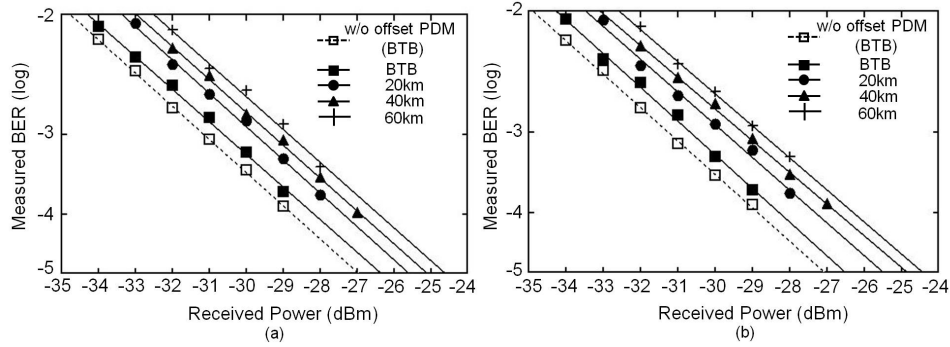 -2
-3
-4
-5
Measured BER (log)
w/o offset PDM
(BTB)
BTB
20km
40km
60km
-35 -34 -33 -32 -31 -30 -29 -28 -27 -26 -25 -24
Received Power (dBm)
(a)
-2
-3
-4
-5
Measured BER (log)
w/o offset PDM
(BTB)
BTB
20km
40km
60km
-35 -34 -33 -32 -31 -30 -29 -28 -27 -26 -25 -24
Received Power (dBm)
(b)